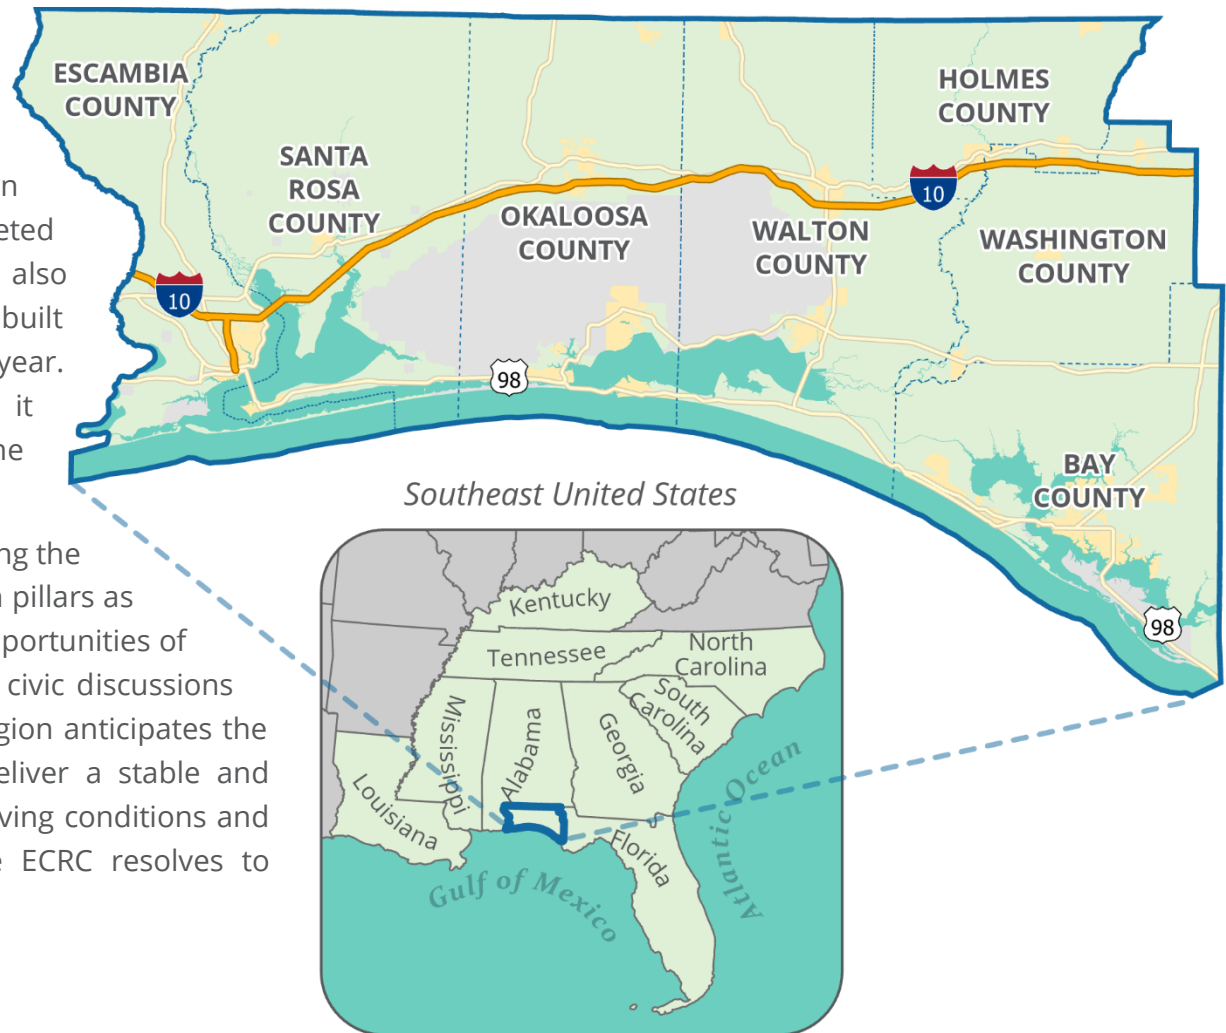 ESCAMBIA
COUNTY
HOLMES
COUNTY
SANTA
ROSA
COUNTY
OKALOOSA
COUNTY
WALTON
COUNTY
WASHINGTON
COUNTY
BAY
COUNTY
10
10
98
98
n
eted
also
built
year.
it
ne
ng the
pillars as
portunities of
civic discussions
gion anticipates the
eliver a stable and
ving conditions and
ECRC resolves to
Southeast United States
Kentucky
Tennessee
North
Carolina
South
Carolina
Mississippi
Alabama
Georgia
Louisiana
Florida
Gulf of Mexico
Atlantic Ocean